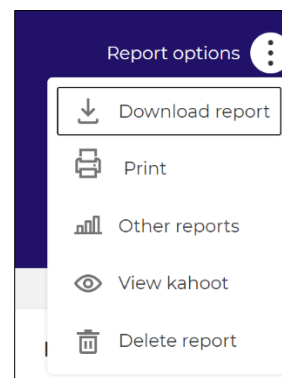 Report options
Download report
Print
Other reports
View kahoot
Delete report